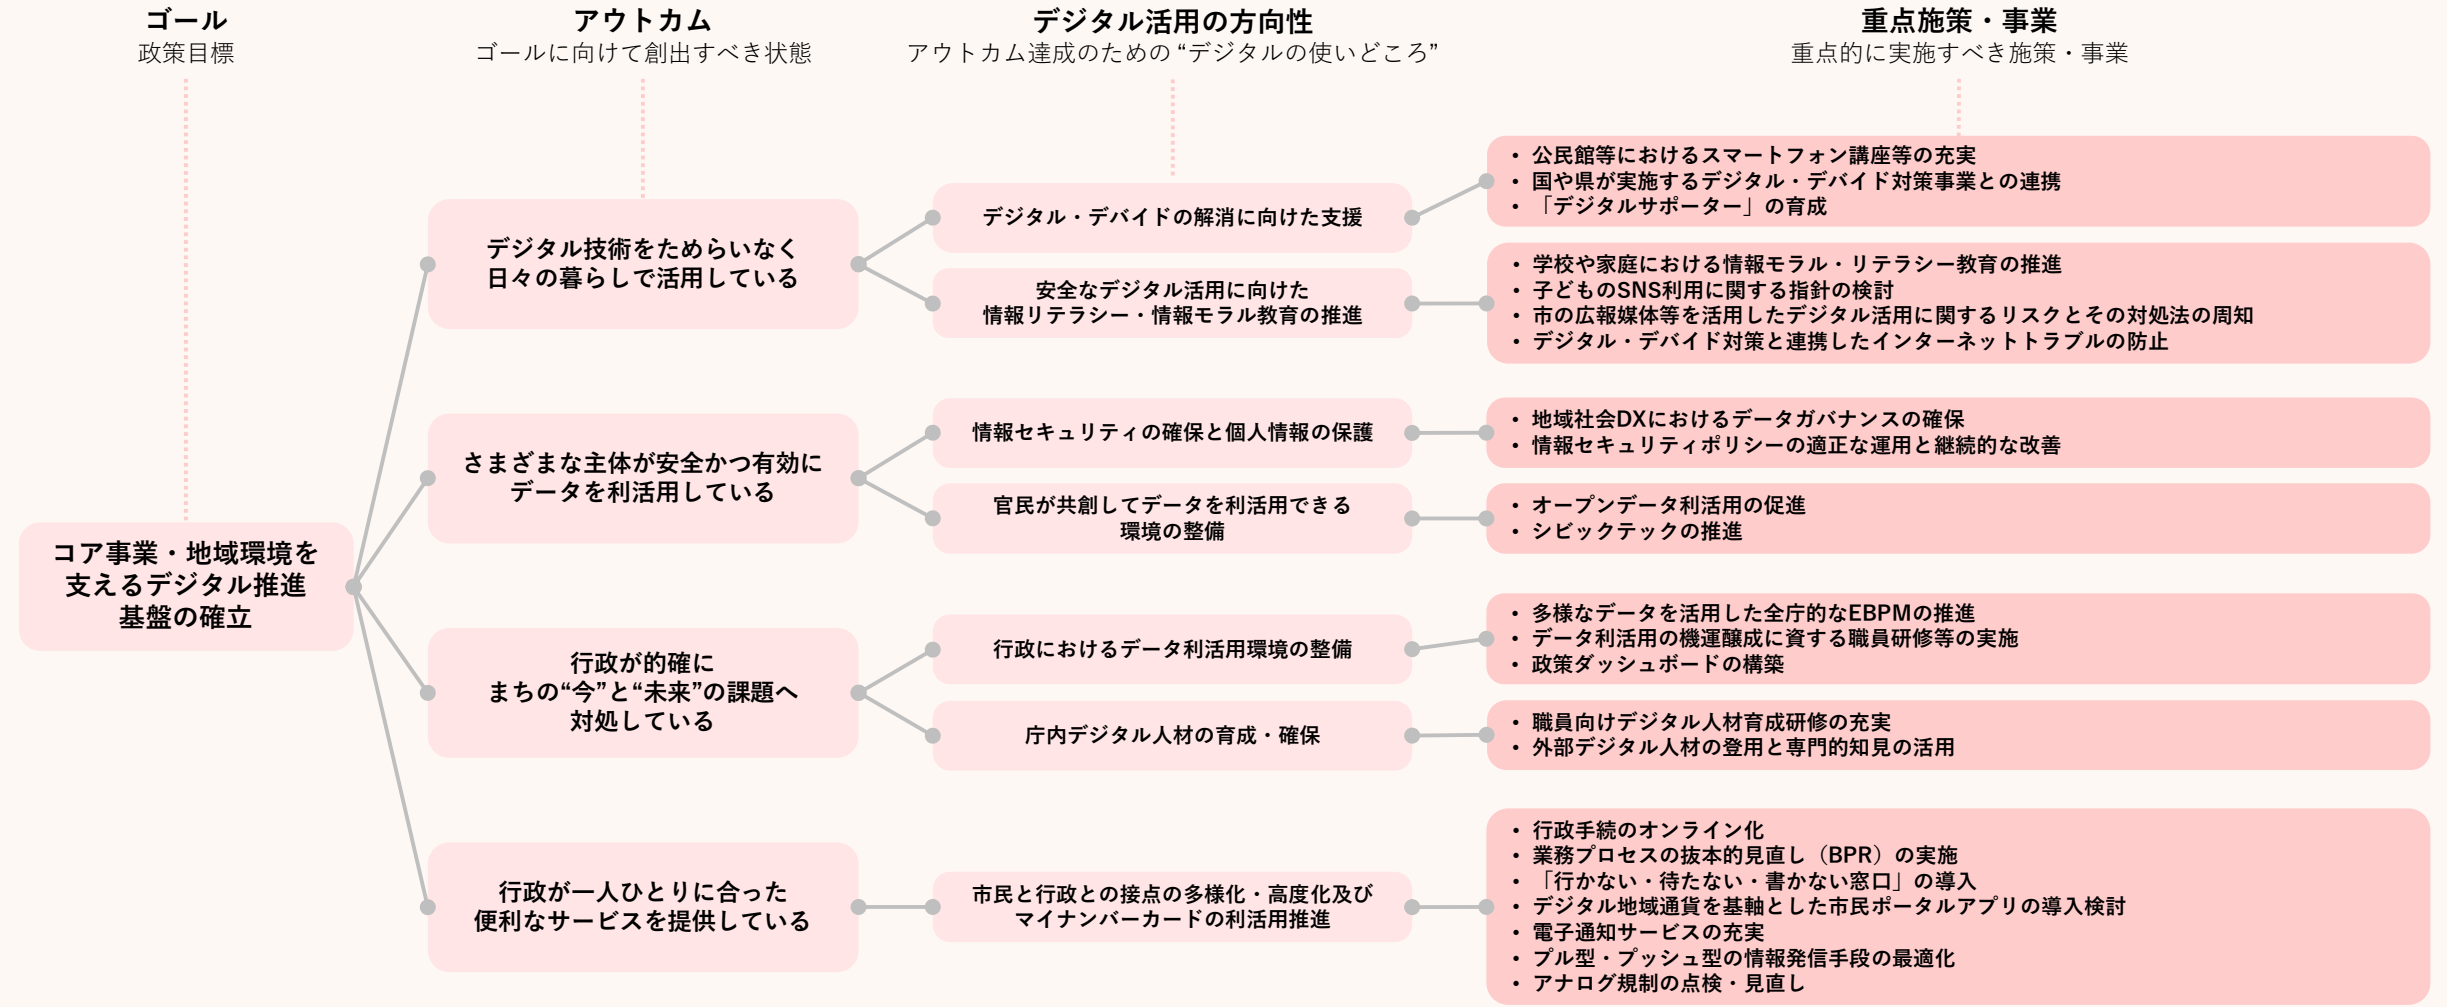 ゴール
政策目標
アウトカム
ゴールに向けて創出すべき状態
デジタル活用の方向性
アウトカム達成のための“デジタルの使いどころ”
重点施策・事業
重点的に実施すべき施策・事業
コア事業・地域環境を
支えるデジタル推進
基盤の確立
デジタル技術をためらいなく
日々の暮らしで活用している
デジタル・デバイドの解消に向けた支援
・ 公民館等におけるスマートフォン講座等の充実
・ 国や県が実施するデジタル・デバイド対策事業との連携
・ 「デジタルサポーター」の育成
安全なデジタル活用に向けた
情報リテラシー・情報モラル教育の推進
・ 学校や家庭における情報モラル・リテラシー教育の推進
・ 子どものSNS利用に関する指針の検討
・ 市の広報媒体等を活用したデジタル活用に関するリスクとその対処法の周知
・ デジタル・デバイド対策と連携したインターネットトラブルの防止
さまざまな主体が安全かつ有効に
データを利活用している
情報セキュリティの確保と個人情報の保護
・ 地域社会DXにおけるデータガバナンスの確保
・ 情報セキュリティポリシーの適正な運用と継続的な改善
官民が共創してデータを利活用できる
環境の整備
・ オープンデータ利活用の促進
・ シビックテックの推進
行政が的確に
まちの“今”と“未来”の課題へ
対処している
行政におけるデータ利活用環境の整備
・ 多様なデータを活用した全庁的なEBPMの推進
・ データ利活用の機運醸成に資する職員研修等の実施
・ 政策ダッシュボードの構築
庁内デジタル人材の育成・確保
・ 職員向けデジタル人材育成研修の充実
・ 外部デジタル人材の登用と専門的知見の活用
行政が一人ひとりに合った
便利なサービスを提供している
市民と行政との接点の多様化・高度化及び
マイナンバーカードの利活用推進
・ 行政手続のオンライン化
・ 業務プロセスの抜本的見直し（BPR）の実施
・ 「行かない・待たない・書かない窓口」の導入
・ デジタル地域通貨を基軸とした市民ポータルアプリの導入検討
・ 電子通知サービスの充実
・ プル型・プッシュ型の情報発信手段の最適化
・ アナログ規制の点検・見直し